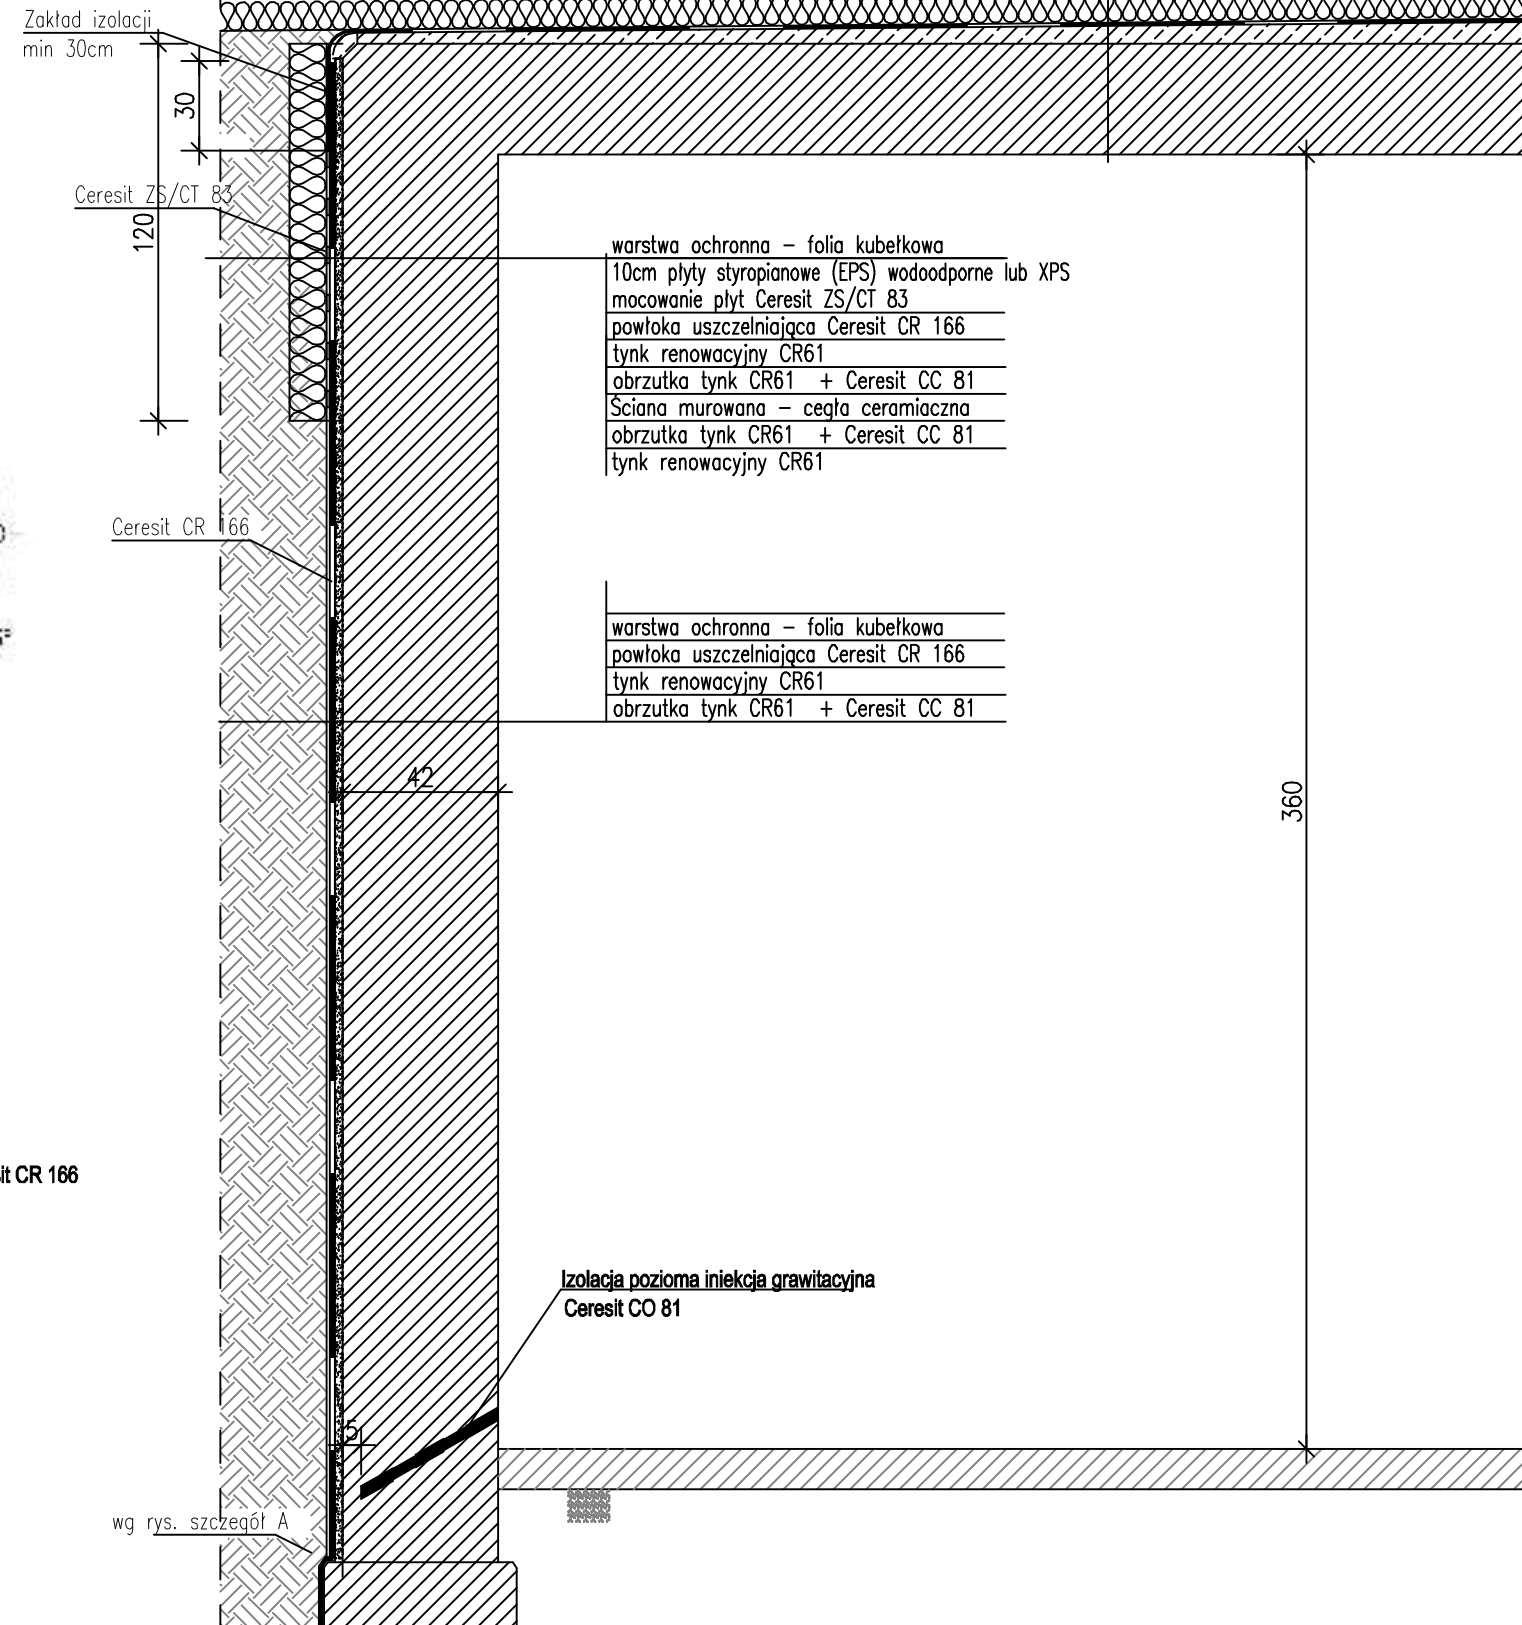 Zakład izolacji
min 30cm
30
Ceresit ZS/CT 83
120
warstwa ochronna – folia kubełkowa
10cm płyty styropianowe (EPS) wodoodporne lub XPS
mocowanie płyt Ceresit ZS/CT 83
powłoka uszczelniająca Ceresit CR 166
tynk renowacyjny CR61
obrzutka tynk CR61 + Ceresit CC 81
Ściana murowana – cegła ceramiaczna
obrzutka tynk CR61 + Ceresit CC 81
tynk renowacyjny CR61
Ceresit CR 166
warstwa ochronna – folia kubełkowa
powłoka uszczelniająca Ceresit CR 166
tynk renowacyjny CR61
obrzutka tynk CR61 + Ceresit CC 81
42
360
it CR 166
Izolacja pozioma iniekcja grawitacyjna
Ceresit CO 81
5
wg rys. szczegół A